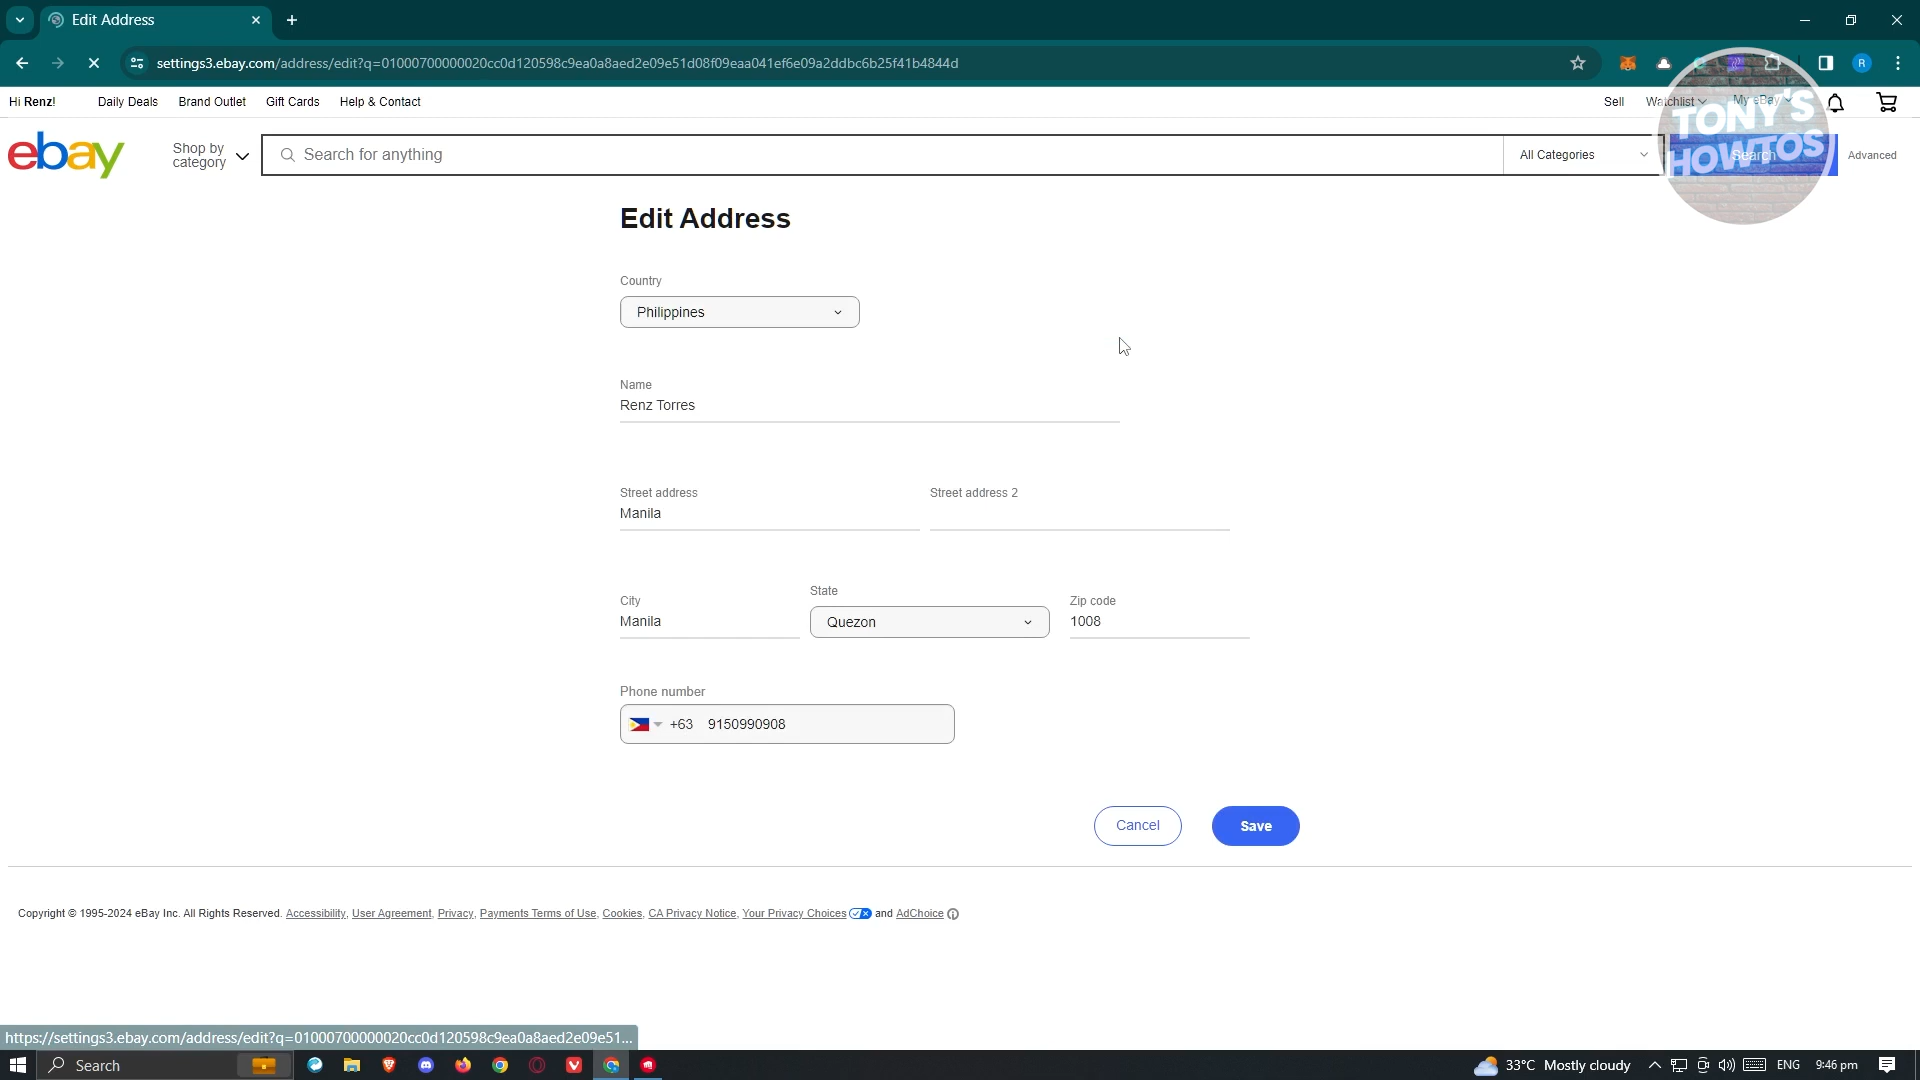 Edit Address
settings3.ebay.com/address/edit?q=01000700000020cc0d120598c9ea0a8aed2e09e51d08f09eaa041ef6e09a2ddbc6b25f41b4844d
R
Hi Renz! Daily Deals Brand Outlet Gift Cards Help & Contact Sell Watchlist My eBay
TONY'S
HOWTOS
ebay
Shop by
category
Search for anything All Categories Search Advanced
Edit Address
Country
Philippines
Name
Renz Torres
Street address Street address 2
Manila
City State Zip code
Manila Quezon 1008
Phone number
+63 9150990908
Cancel Save
Copyright © 1995-2024 eBay Inc. All Rights Reserved. Accessibility, User Agreement, Privacy, Payments Terms of Use, Cookies, CA Privacy Notice, Your Privacy Choices and AdChoice
https://settings3.ebay.com/address/edit?q=01000700000020cc0d120598c9ea0a8aed2e09e51...
Search 33°C Mostly cloudy ENG 9:46 pm